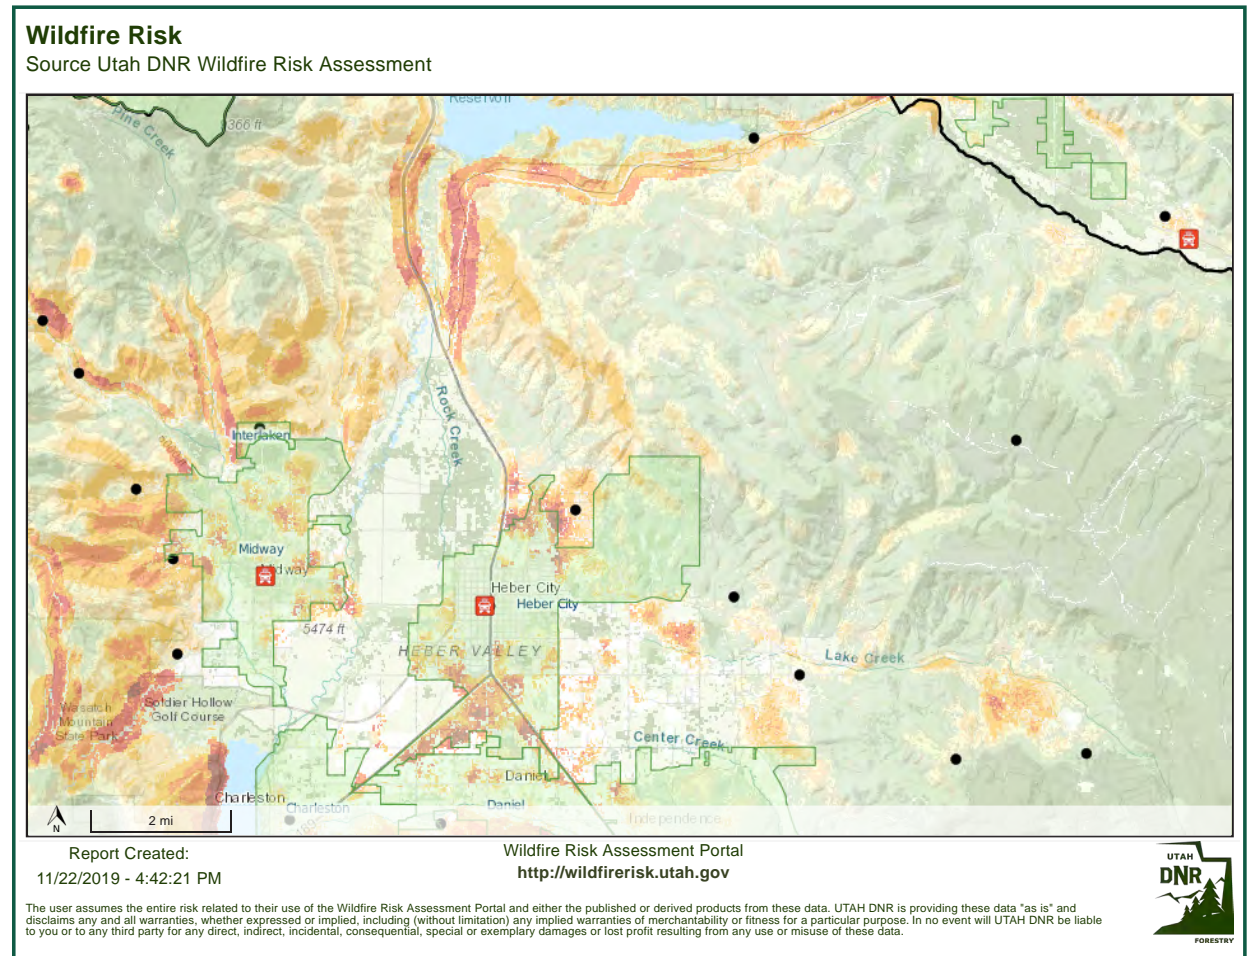 Wildfire Risk
Source Utah DNR Wildfire Risk Assessment
Reservoir
366 ft
Pine Creek
Rock Creek
Interlaken
Midway
Midway
Heber City
Heber City
5474 ft
HEBER VALLEY
Lake Creek
Soldier Hollow
Golf Course
Wasatch
Mountain
State Park
Center Creek
Daniel
Charleston
Charleston
Daniel
Independence
N
2 mi
Report Created:
11/22/2019 - 4:42:21 PM
Wildfire Risk Assessment Portal
http://wildfirerisk.utah.gov
UTAH
DNR
FORESTRY
The user assumes the entire risk related to their use of the Wildfire Risk Assessment Portal and either the published or derived products from these data. UTAH DNR is providing these data "as is" and
disclaims any and all warranties, whether expressed or implied, including (without limitation) any implied warranties of merchantability or fitness for a particular purpose. In no event will UTAH DNR be liable
to you or to any third party for any direct, indirect, incidental, consequential, special or exemplary damages or lost profit resulting from any use or misuse of these data.